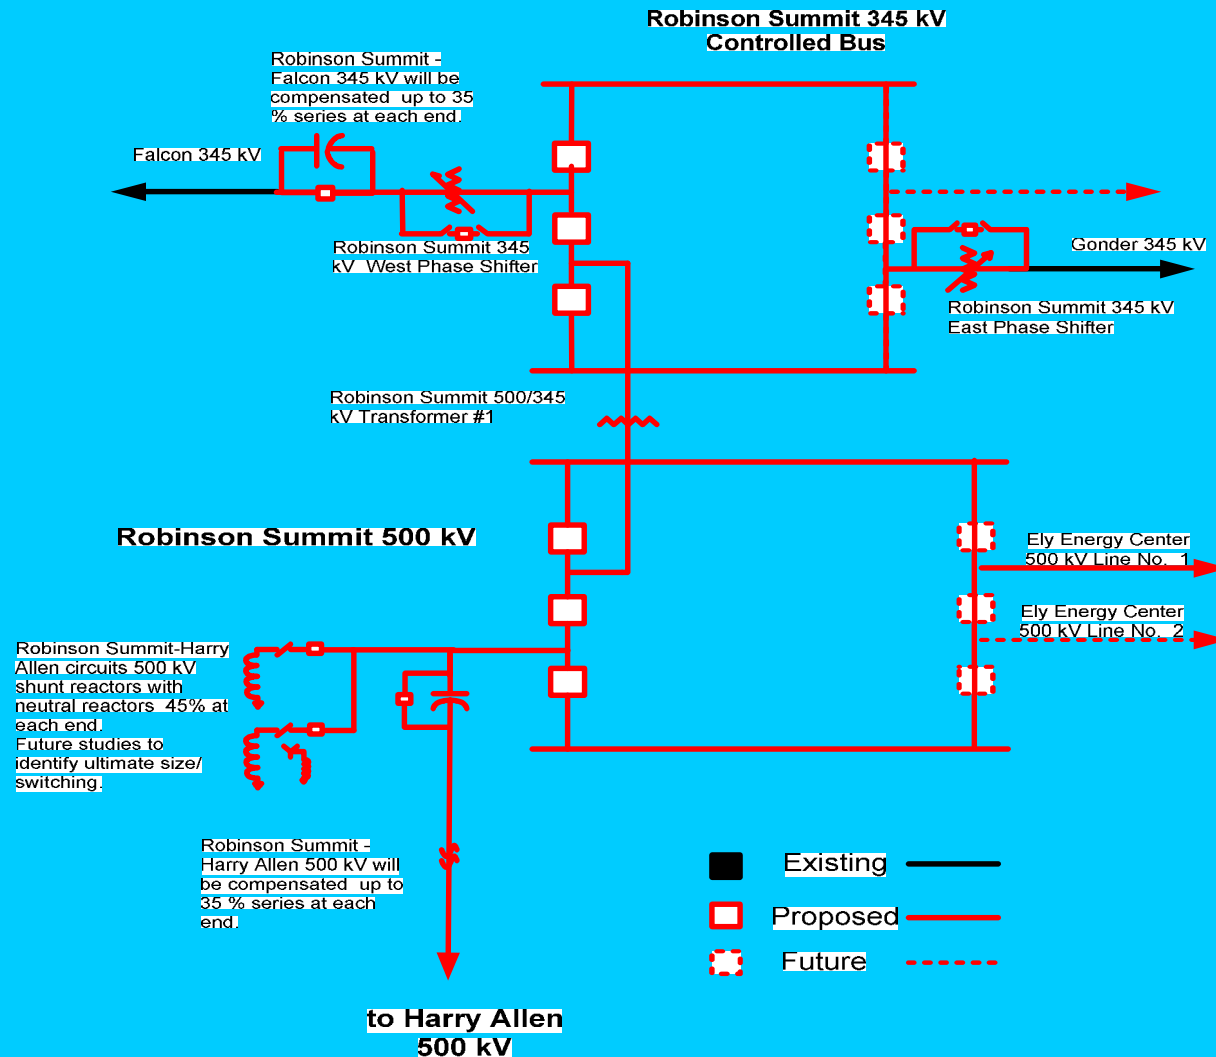 Robinson Summit 345 kV
Controlled Bus
Robinson Summit -
Falcon 345 kV will be
compensated up to 35
% series at each end.
Falcon 345 kV
Robinson Summit 345
kV West Phase Shifter
Gonder 345 kV
Robinson Summit 345 kV
East Phase Shifter
Robinson Summit 500/345
kV Transformer #1
Robinson Summit 500 kV
Ely Energy Center
500 kV Line No. 1
Ely Energy Center
500 kV Line No. 2
Robinson Summit-Harry
Allen circuits 500 kV
shunt reactors with
neutral reactors 45% at
each end.
Future studies to
identify ultimate size/
switching.
Robinson Summit -
Harry Allen 500 kV will
be compensated up to
35 % series at each
end.
Existing
Proposed
Future
to Harry Allen
500 kV